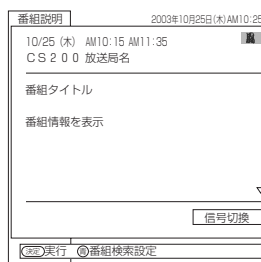 番組説明 2003年10月25日(木)AM10:25
10/25 (木) AM10:15 AM11:35
CS200 放送局名
番組タイトル
番組情報を表示
信号切換
決定 実行 青 番組検索設定